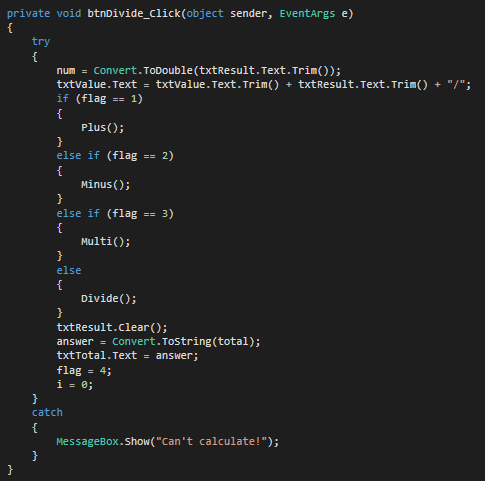 private void btnDivide_Click(object sender, EventArgs e)
{
try
{
num = Convert.ToDouble(txtResult.Text.Trim());
txtValue.Text = txtValue.Text.Trim() + txtResult.Text.Trim() + "/";
if (flag == 1)
{
Plus();
}
else if (flag == 2)
{
Minus();
}
else if (flag == 3)
{
Multi();
}
else
{
Divide();
}
txtResult.Clear();
answer = Convert.ToString(total);
txtTotal.Text = answer;
flag = 4;
i = 0;
}
catch
{
MessageBox.Show("Can't calculate!");
}
}